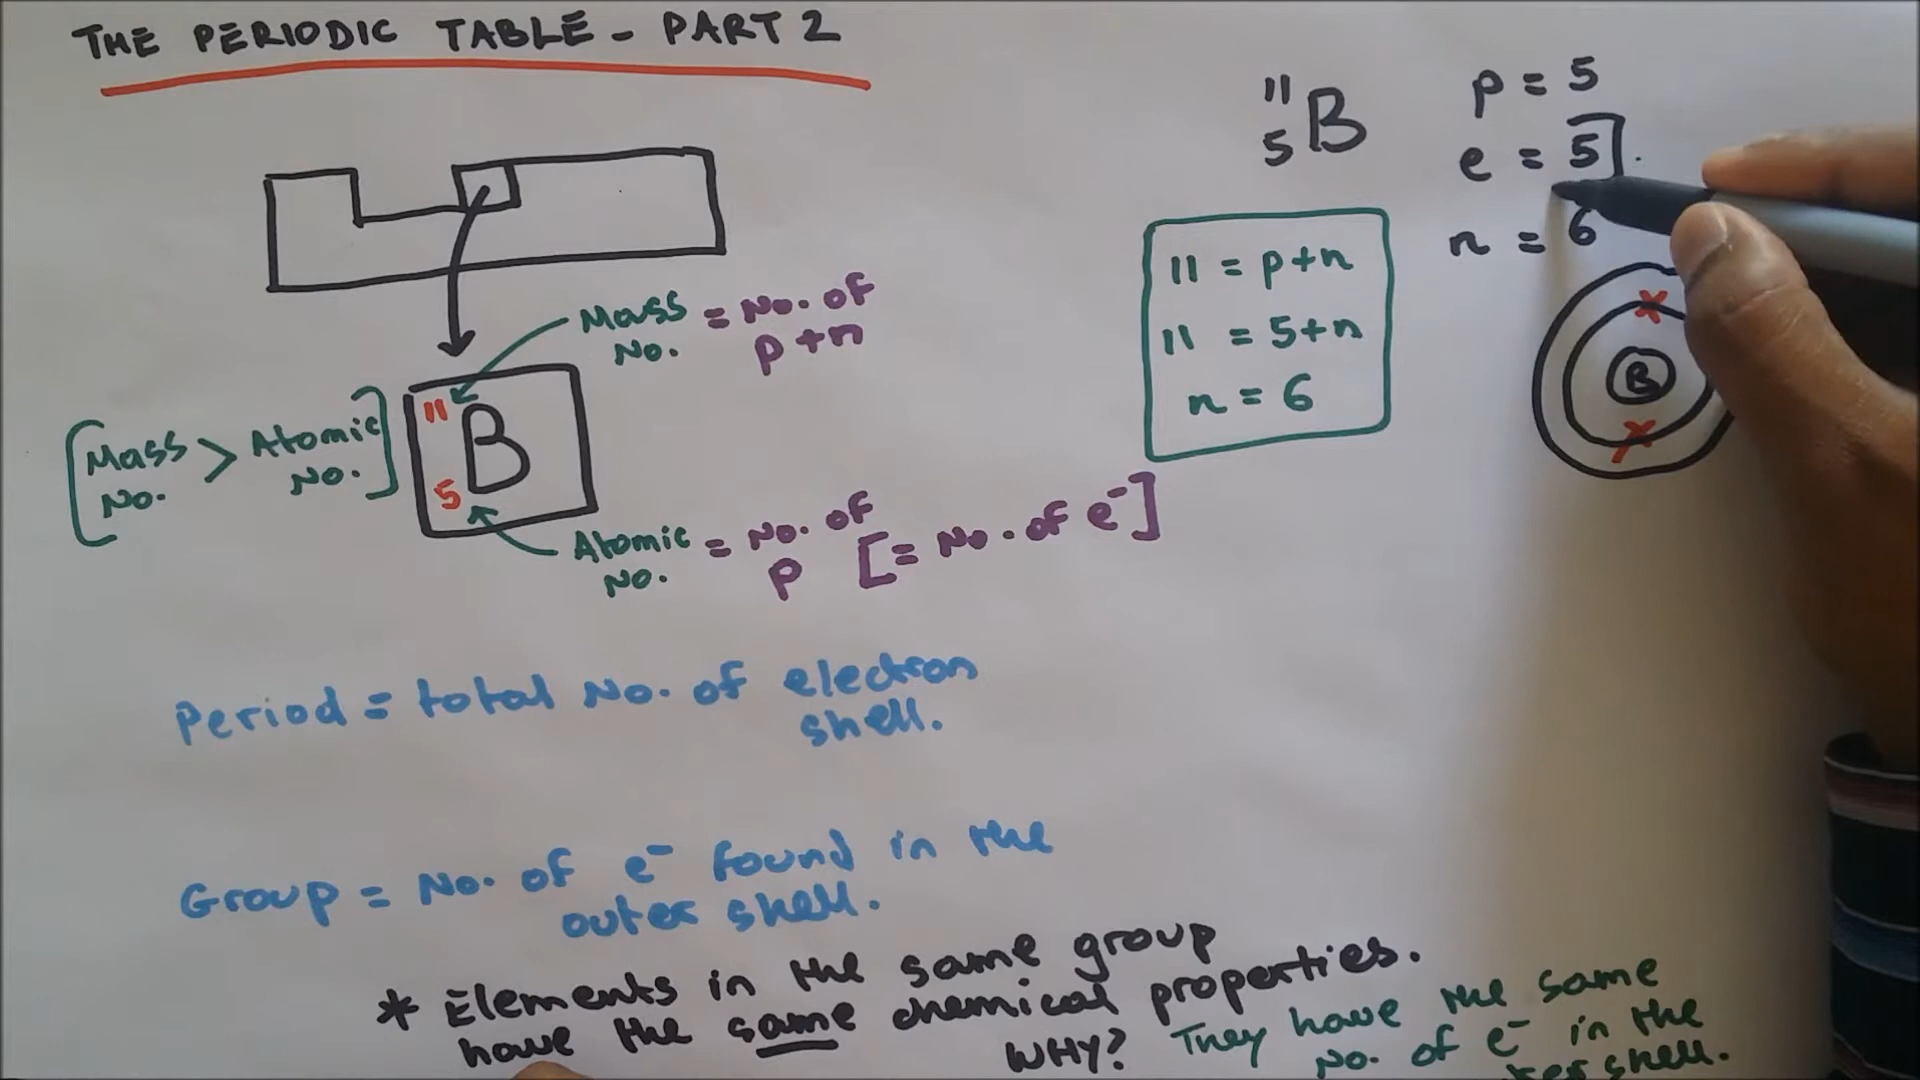 THE PERIODIC TABLE - PART 2
11
5 B
p = 5
e = 5
n = 6
11 = p+n
11 = 5+n
n = 6
Mass No. = No. of p+n
[Mass No. > Atomic No.]
11
5 B
Atomic No. = No. of p [= No. of e⁻]
B
Period = total No. of electron
shell.
Group = No. of e⁻ found in the
outer shell.
* Elements in the same group
have the same chemical properties.
WHY? They have the same
No. of e⁻ in the
shell.